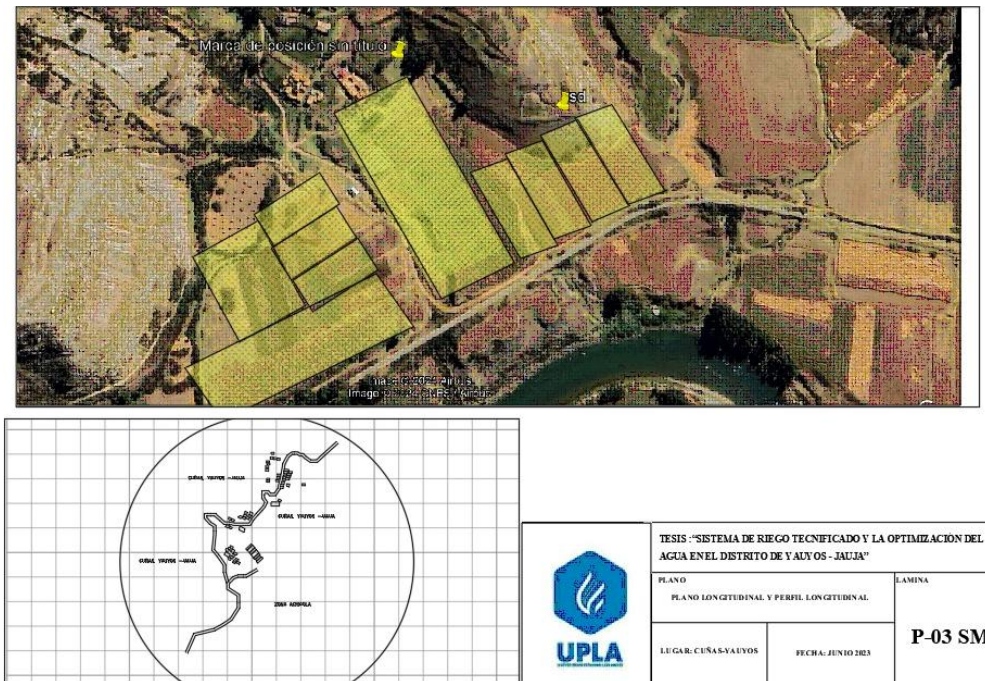 Marca de posición sin título
sd
CUÑAS, YAUYOS -JAUJA
CUÑAS, YAUYOS -JAUJA
CUÑAS, YAUYOS -JAUJA
ZONA AGRICOLA
UPLA
TESIS :“SISTEMA DE RIEGO TECNIFICADO Y LA OPTIMIZACIÓN DEL
AGUA EN EL DISTRITO DE YAUYOS - JAUJA”
PLANO
PLANO LONGITUDINAL Y PERFIL LONGITUDINAL
LAMINA
P-03 SM
LUGAR: CUÑAS-YAUYOS
FECHA: JUNIO 2023